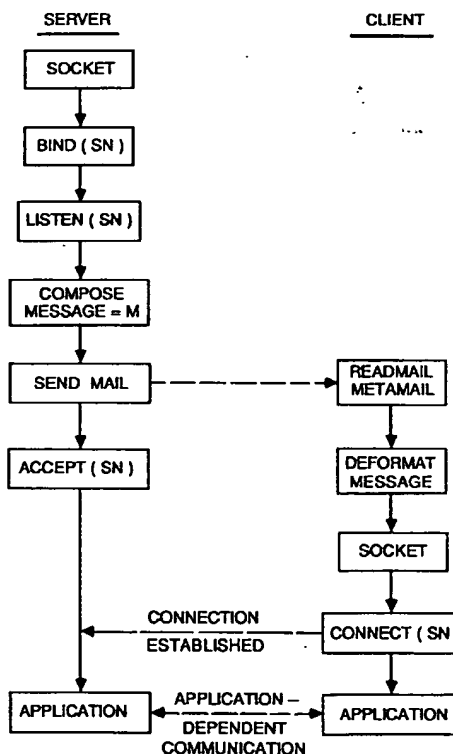 SERVER
CLIENT
SOCKET
BIND ( SN )
LISTEN ( SN )
COMPOSE
MESSAGE = M
SEND MAIL
READMAIL
METAMAIL
ACCEPT ( SN )
DEFORMAT
MESSAGE
SOCKET
CONNECTION
ESTABLISHED
CONNECT ( SN
APPLICATION
APPLICATION –
DEPENDENT
COMMUNICATION
APPLICATION